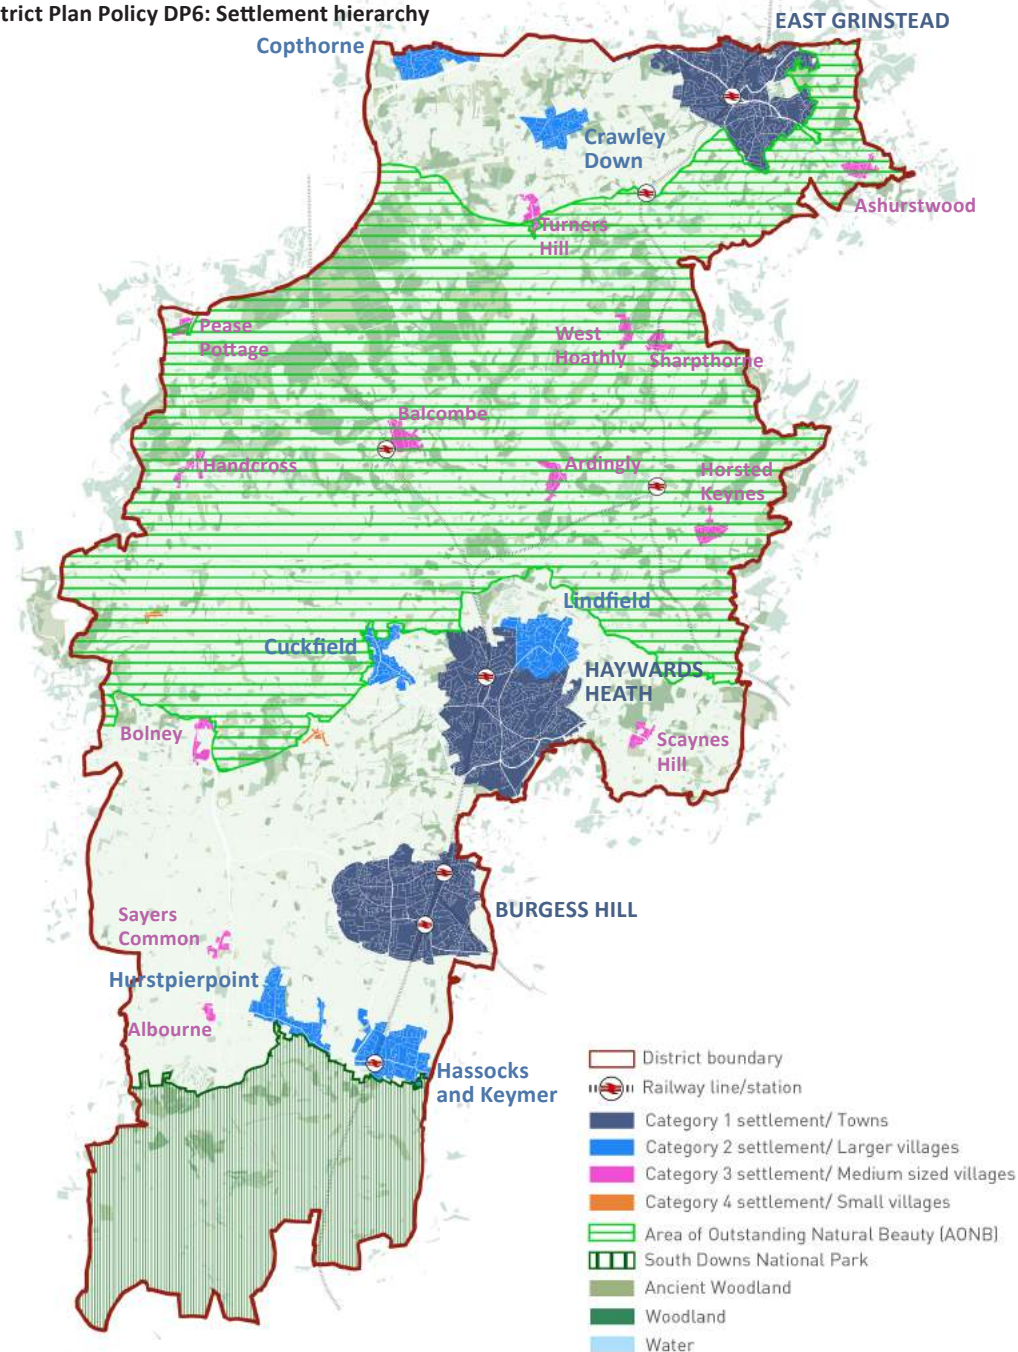 trict Plan Policy DP6: Settlement hierarchy
EAST GRINSTEAD
Copthorne
Crawley
Down
Ashurstwood
Turners
Hill
Pease
Pottage
West
Hoathly
Sharpthorne
Balcombe
Handcross
Ardingly
Horsted
Keynes
Lindfield
Cuckfield
HAYWARDS
HEATH
Bolney
Scaynes
Hill
BURGESS HILL
Sayers
Common
Hurstpierpoint
Albourne
Hassocks
and Keymer
District boundary
Railway line/station
Category 1 settlement/ Towns
Category 2 settlement/ Larger villages
Category 3 settlement/ Medium sized villages
Category 4 settlement/ Small villages
Area of Outstanding Natural Beauty (AONB)
South Downs National Park
Ancient Woodland
Woodland
Water